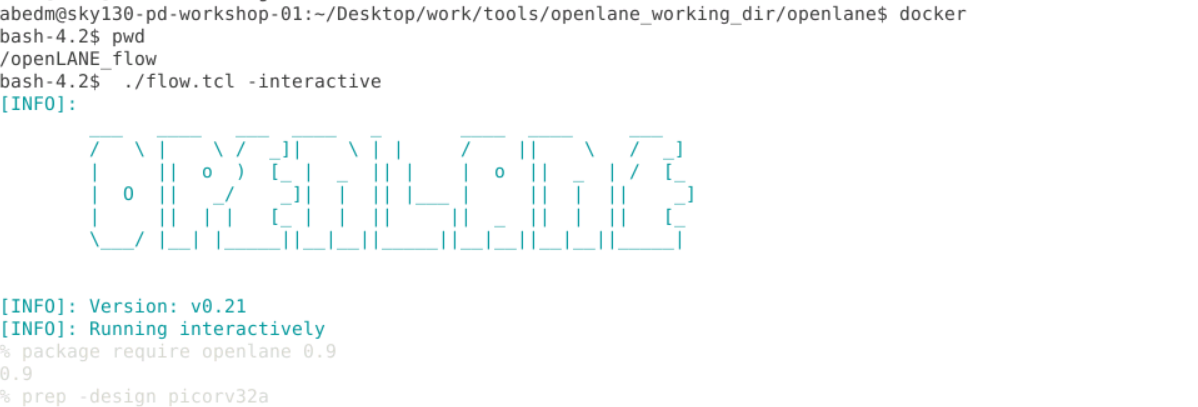 abedm@sky130-pd-workshop-01:~/Desktop/work/tools/openlane_working_dir/openlane$ docker
bash-4.2$ pwd
/openLANE_flow
bash-4.2$  ./flow.tcl -interactive
[INFO]:
OPENLANE
[INFO]: Version: v0.21
[INFO]: Running interactively
% package require openlane 0.9
0.9
% prep -design picorv32a